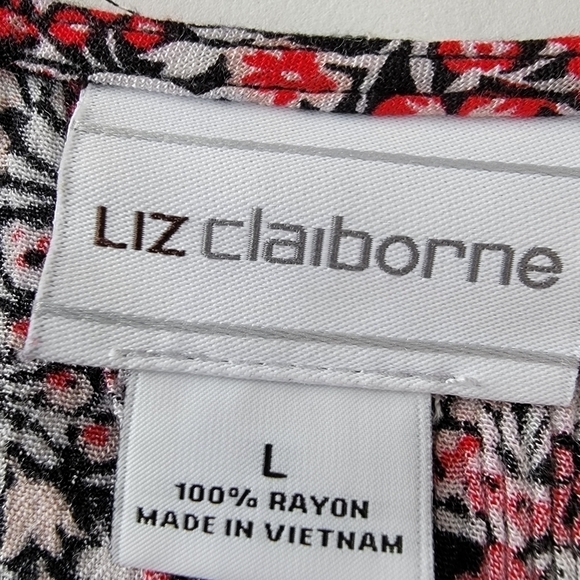 LIZ claiborne
L
100% RAYON
MADE IN VIETNAM